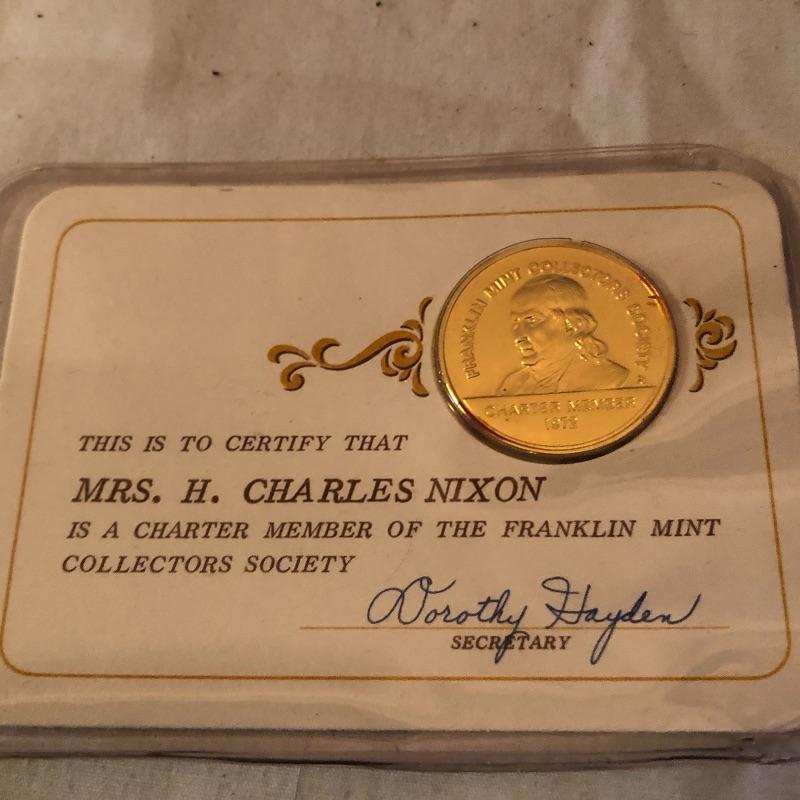 FRANKLIN MINT COLLECTORS SOCIETY
CHARTER MEMBER
1972
THIS IS TO CERTIFY THAT
MRS. H. CHARLES NIXON
IS A CHARTER MEMBER OF THE FRANKLIN MINT
COLLECTORS SOCIETY
Dorothy Hayden
SECRETARY